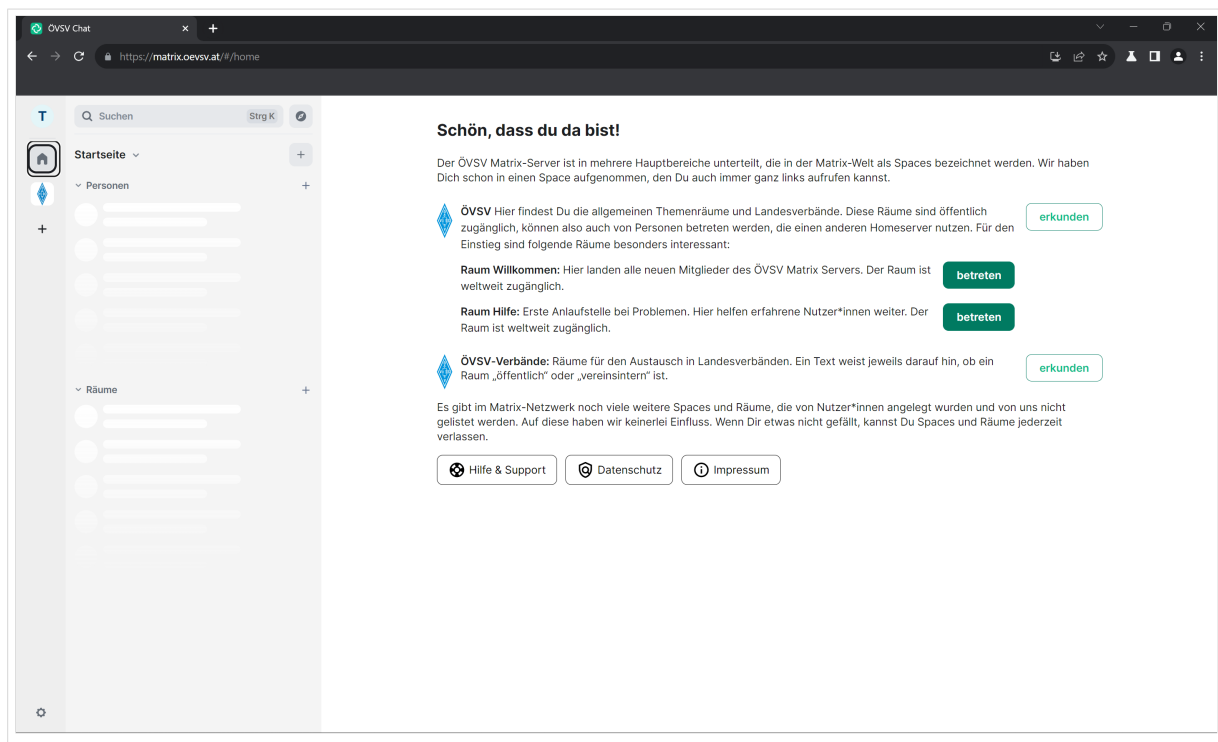 ÖVSV Chat
https://matrix.oevsv.at/#/home
T
Suchen
Strg K
Startseite
Personen
Räume
Schön, dass du da bist!
Der ÖVSV Matrix-Server ist in mehrere Hauptbereiche unterteilt, die in der Matrix-Welt als Spaces bezeichnet werden. Wir haben
Dich schon in einen Space aufgenommen, den Du auch immer ganz links aufrufen kannst.
ÖVSV Hier findest Du die allgemeinen Themenräume und Landesverbände. Diese Räume sind öffentlich
zugänglich, können also auch von Personen betreten werden, die einen anderen Homeserver nutzen. Für den
Einstieg sind folgende Räume besonders interessant:
erkunden
Raum Willkommen: Hier landen alle neuen Mitglieder des ÖVSV Matrix Servers. Der Raum ist
weltweit zugänglich.
betreten
Raum Hilfe: Erste Anlaufstelle bei Problemen. Hier helfen erfahrene Nutzer*innen weiter. Der
Raum ist weltweit zugänglich.
betreten
ÖVSV-Verbände: Räume für den Austausch in Landesverbänden. Ein Text weist jeweils darauf hin, ob ein
Raum „öffentlich“ oder „vereinsintern“ ist.
erkunden
Es gibt im Matrix-Netzwerk noch viele weitere Spaces und Räume, die von Nutzer*innen angelegt wurden und von uns nicht
gelistet werden. Auf diese haben wir keinerlei Einfluss. Wenn Dir etwas nicht gefällt, kannst Du Spaces und Räume jederzeit
verlassen.
Hilfe & Support
Datenschutz
Impressum